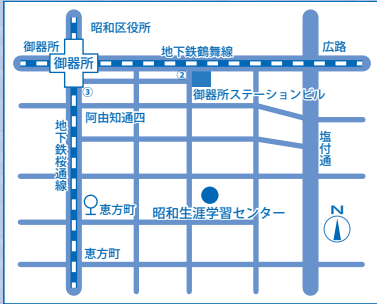 昭和区役所
御器所
地下鉄鶴舞線
広路
御器所
②
③
御器所ステーションビル
阿由知通四
地下鉄桜通線
塩付通
恵方町
昭和生涯学習センター
N
恵方町